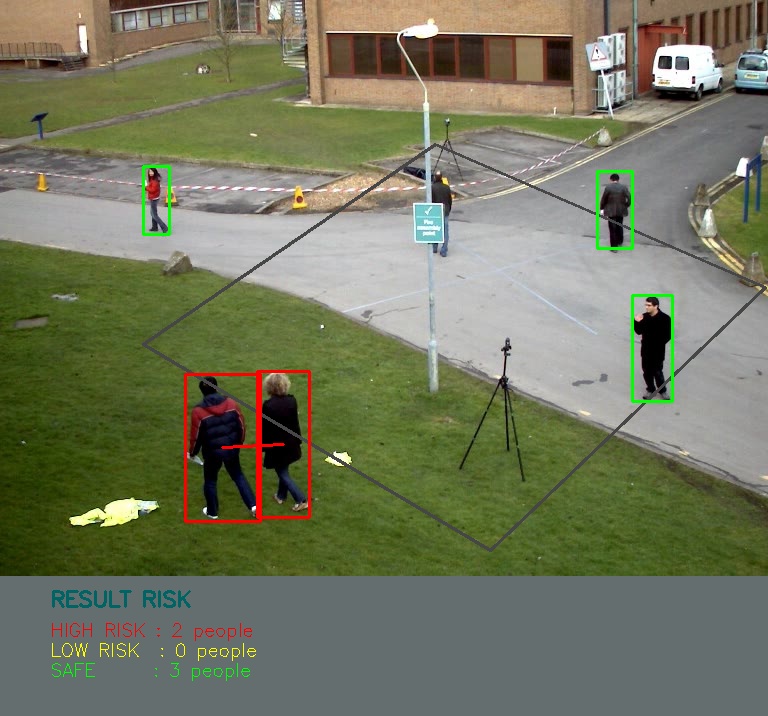 RESULT RISK
HIGH RISK : 2 people
LOW RISK : 0 people
SAFE : 3 people